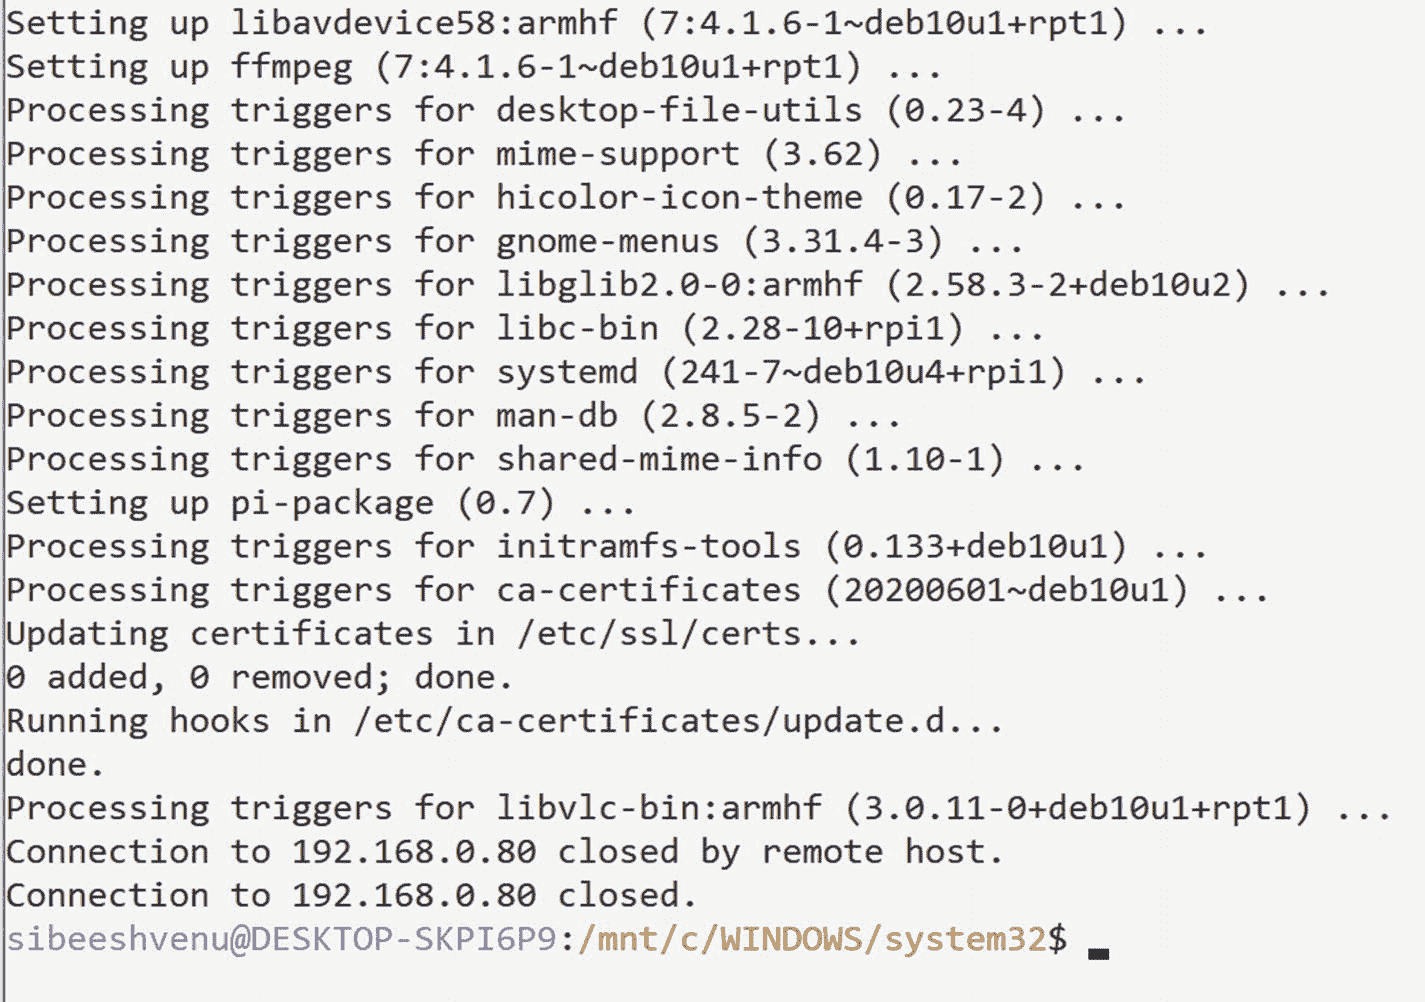 Setting up libavdevice58:armhf (7:4.1.6-1~deb10u1+rpt1) ...
Setting up ffmpeg (7:4.1.6-1~deb10u1+rpt1) ...
Processing triggers for desktop-file-utils (0.23-4) ...
Processing triggers for mime-support (3.62) ...
Processing triggers for hicolor-icon-theme (0.17-2) ...
Processing triggers for gnome-menus (3.31.4-3) ...
Processing triggers for libglib2.0-0:armhf (2.58.3-2+deb10u2) ...
Processing triggers for libc-bin (2.28-10+rpi1) ...
Processing triggers for systemd (241-7~deb10u4+rpi1) ...
Processing triggers for man-db (2.8.5-2) ...
Processing triggers for shared-mime-info (1.10-1) ...
Setting up pi-package (0.7) ...
Processing triggers for initramfs-tools (0.133+deb10u1) ...
Processing triggers for ca-certificates (20200601~deb10u1) ...
Updating certificates in /etc/ssl/certs...
0 added, 0 removed; done.
Running hooks in /etc/ca-certificates/update.d...
done.
Processing triggers for libvlc-bin:armhf (3.0.11-0+deb10u1+rpt1) ...
Connection to 192.168.0.80 closed by remote host.
Connection to 192.168.0.80 closed.
sibeeshvenu@DESKTOP-SKPI6P9:/mnt/c/WINDOWS/system32$